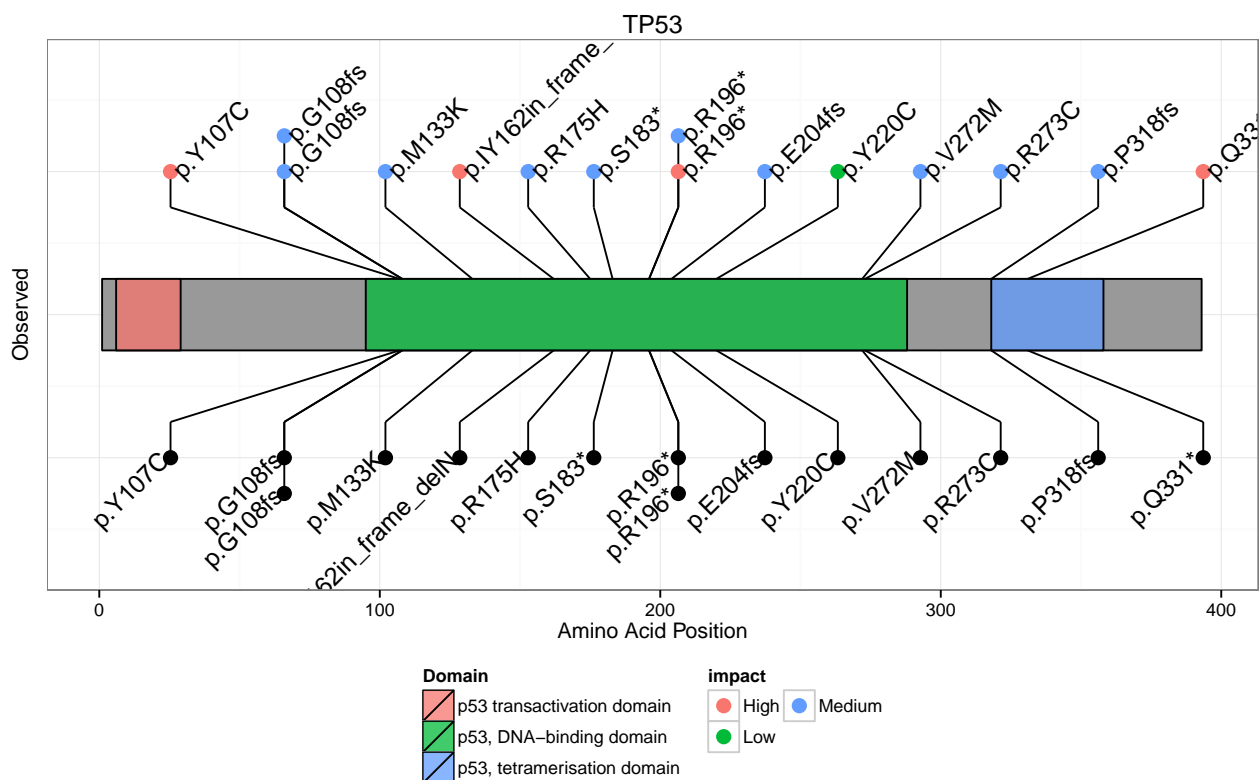 TP53
p.Y107C
p.G108fs
p.G108fs
p.M133K
p.IY162in_frame_
p.R175H
p.S183*
p.R196*
p.R196*
p.E204fs
p.Y220C
p.V272M
p.R273C
p.P318fs
p.Q331
Observed
p.Y107C
p.G108fs
p.G108fs
p.M133K
62in_frame_delN
p.R175H
p.S183*
p.R196*
p.R196*
p.E204fs
p.Y220C
p.V272M
p.R273C
p.P318fs
p.Q331*
0 100 200 300 400
Amino Acid Position
Domain impact
p53 transactivation domain High Medium
p53, DNA−binding domain Low
p53, tetramerisation domain